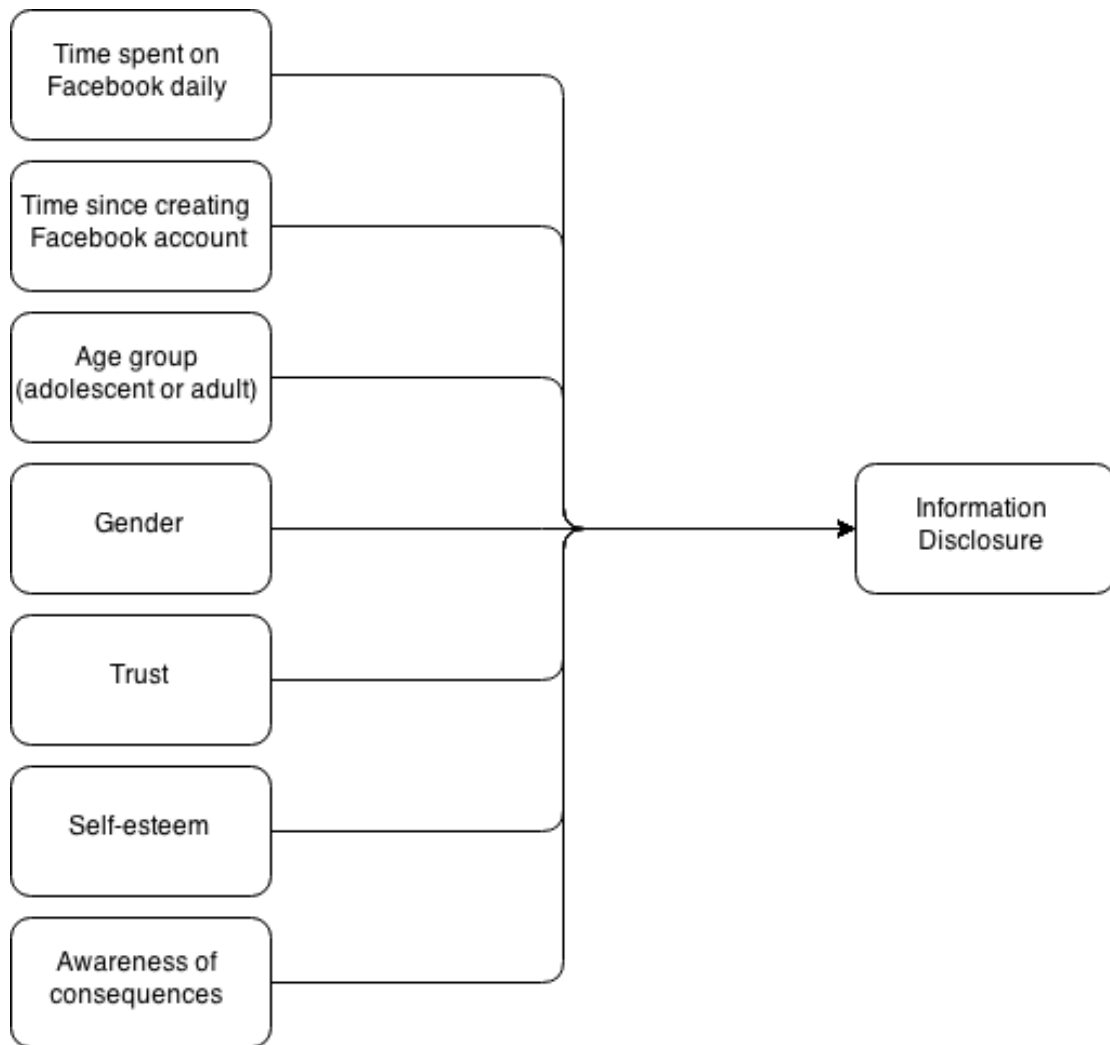 Time spent on
Facebook daily
Time since creating
Facebook account
Age group
(adolescent or adult)
Gender
Information
Disclosure
Trust
Self-esteem
Awareness of
consequences